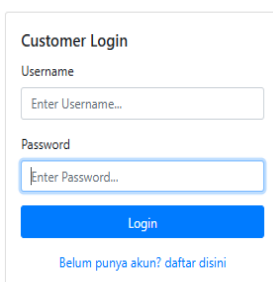 Customer Login
Username
Enter Username...
Password
Enter Password...
Login
Belum punya akun? daftar disini